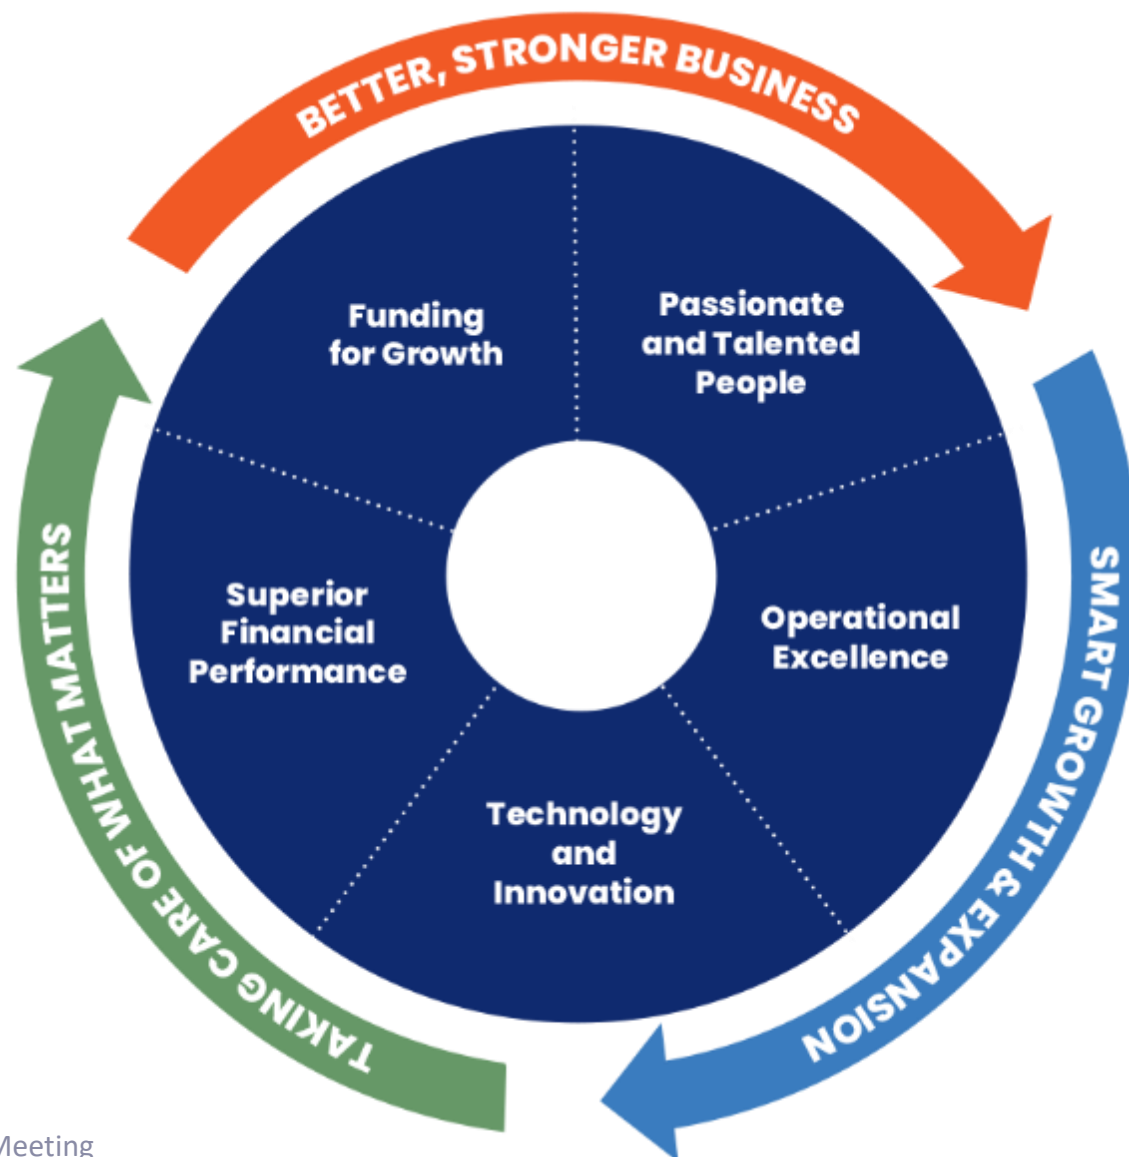 BETTER, STRONGER BUSINESS
Funding
for Growth
Passionate
and Talented
People
Superior
Financial
Performance
Operational
Excellence
Technology
and
Innovation
SMART GROWTH & EXPANSION
TAKING CARE OF WHAT MATTERS
Meeting